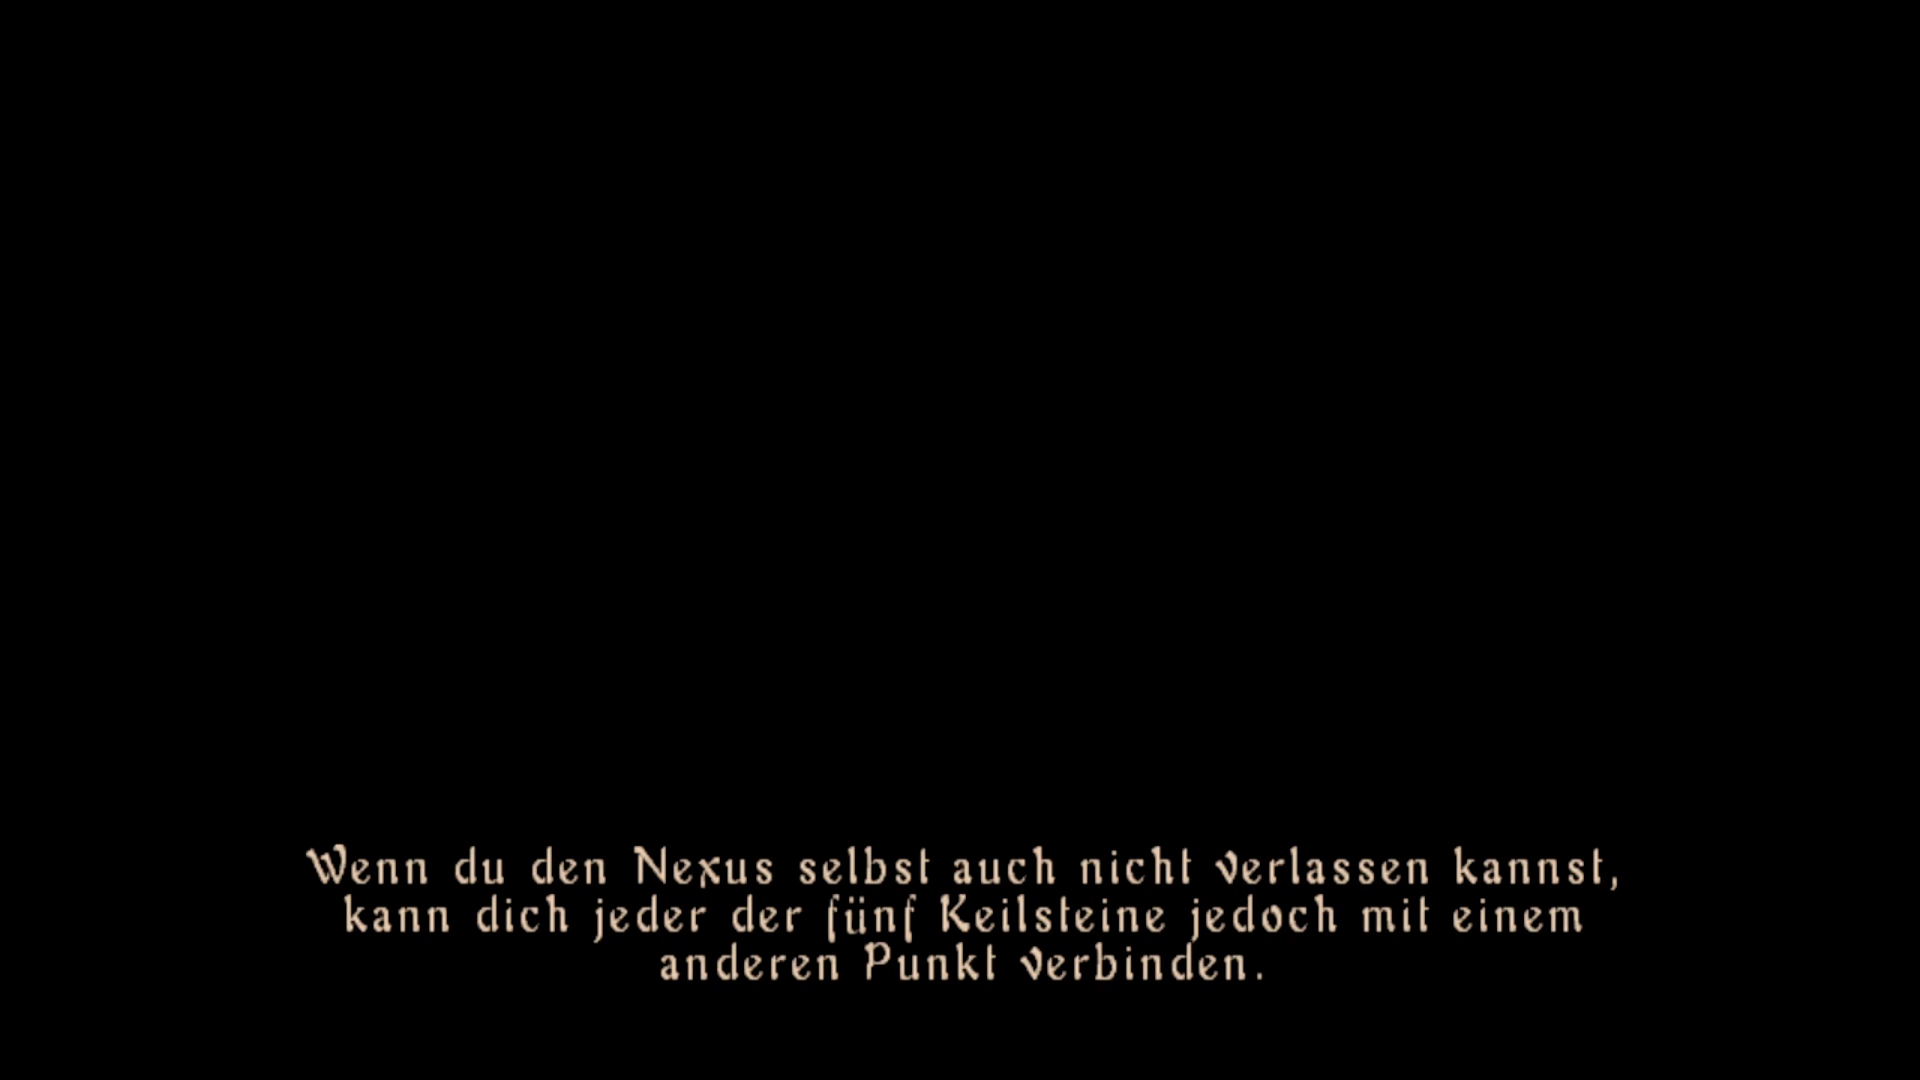 Wenn du den Nexus selbst auch nicht verlassen kannst,
kann dich jeder der fünf Keilsteine jedoch mit einem
anderen Punkt verbinden.